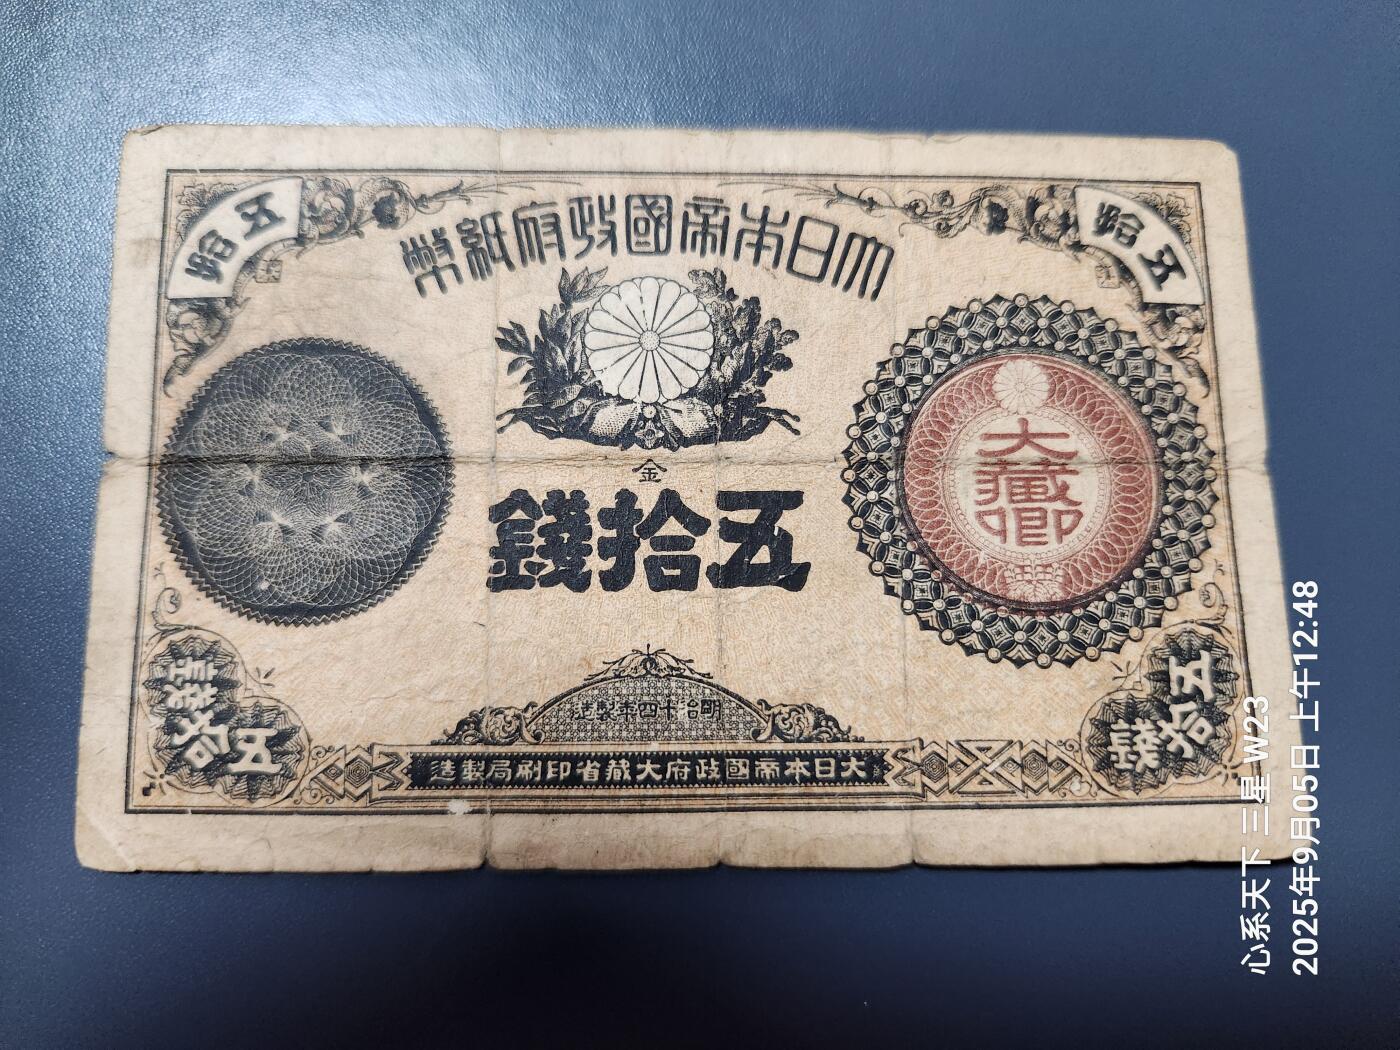 五拾
五拾
大日本帝國政府紙幣
金
五拾錢
大藏卿
明治十四年製造
大日本帝國政府大藏省印刷局製造
五拾錢
五拾錢
心系天下 三星 W23
2025年9月05日 上午12:48